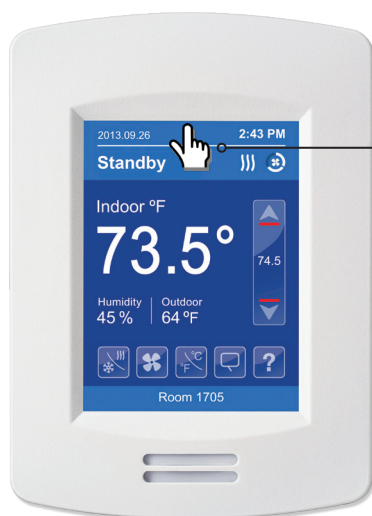 2013.09.26 2:43 PM
Standby
Indoor ºF
73.5°
74.5
Humidity Outdoor
45 % 64 ºF
°C
°F
?
Room 1705